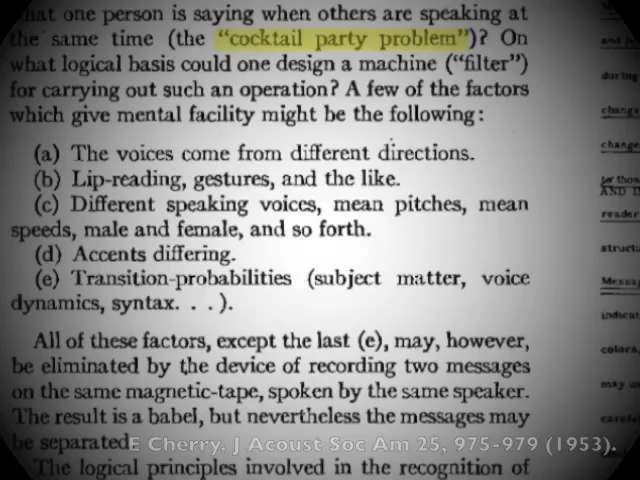 what one person is saying when others are speaking at
the same time (the “cocktail party problem”)? On
what logical basis could one design a machine (“filter”)
for carrying out such an operation? A few of the factors
which give mental facility might be the following:
(a) The voices come from different directions.
(b) Lip-reading, gestures, and the like.
(c) Different speaking voices, mean pitches, mean
speeds, male and female, and so forth.
(d) Accents differing.
(e) Transition-probabilities (subject matter, voice
dynamics, syntax. . . ).
All of these factors, except the last (e), may, however,
be eliminated by the device of recording two messages
on the same magnetic-tape, spoken by the same speaker.
The result is a babel, but nevertheless the messages may
be separated.
The logical principles involved in the recognition of
E Cherry. J Acoust Soc Am 25, 975-979 (1953).
during
change
change
AND
reader
structu
Messag
indicat
colors,
may
carefu